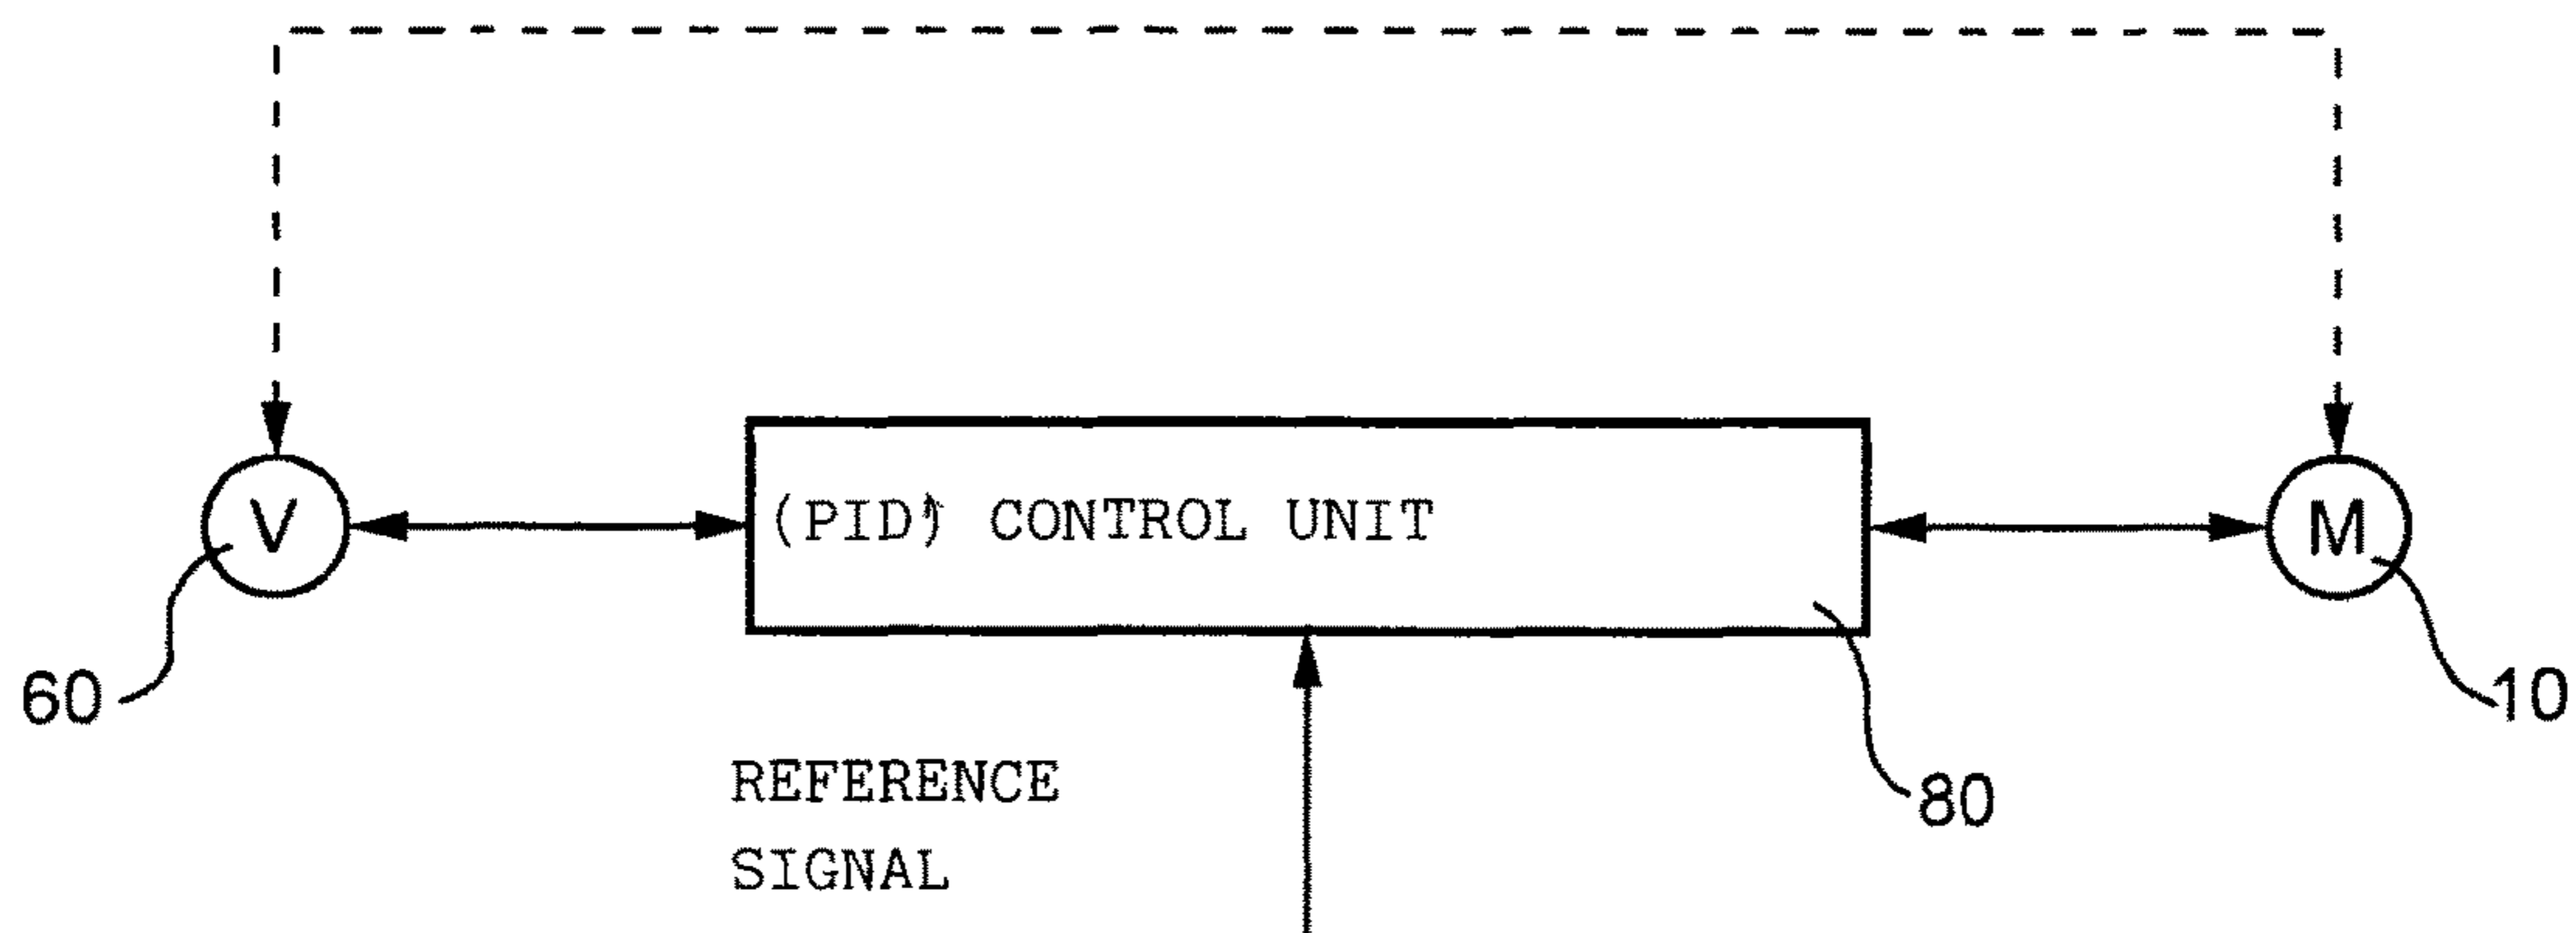 V
(PID) CONTROL UNIT
M
60
10
80
REFERENCE
SIGNAL